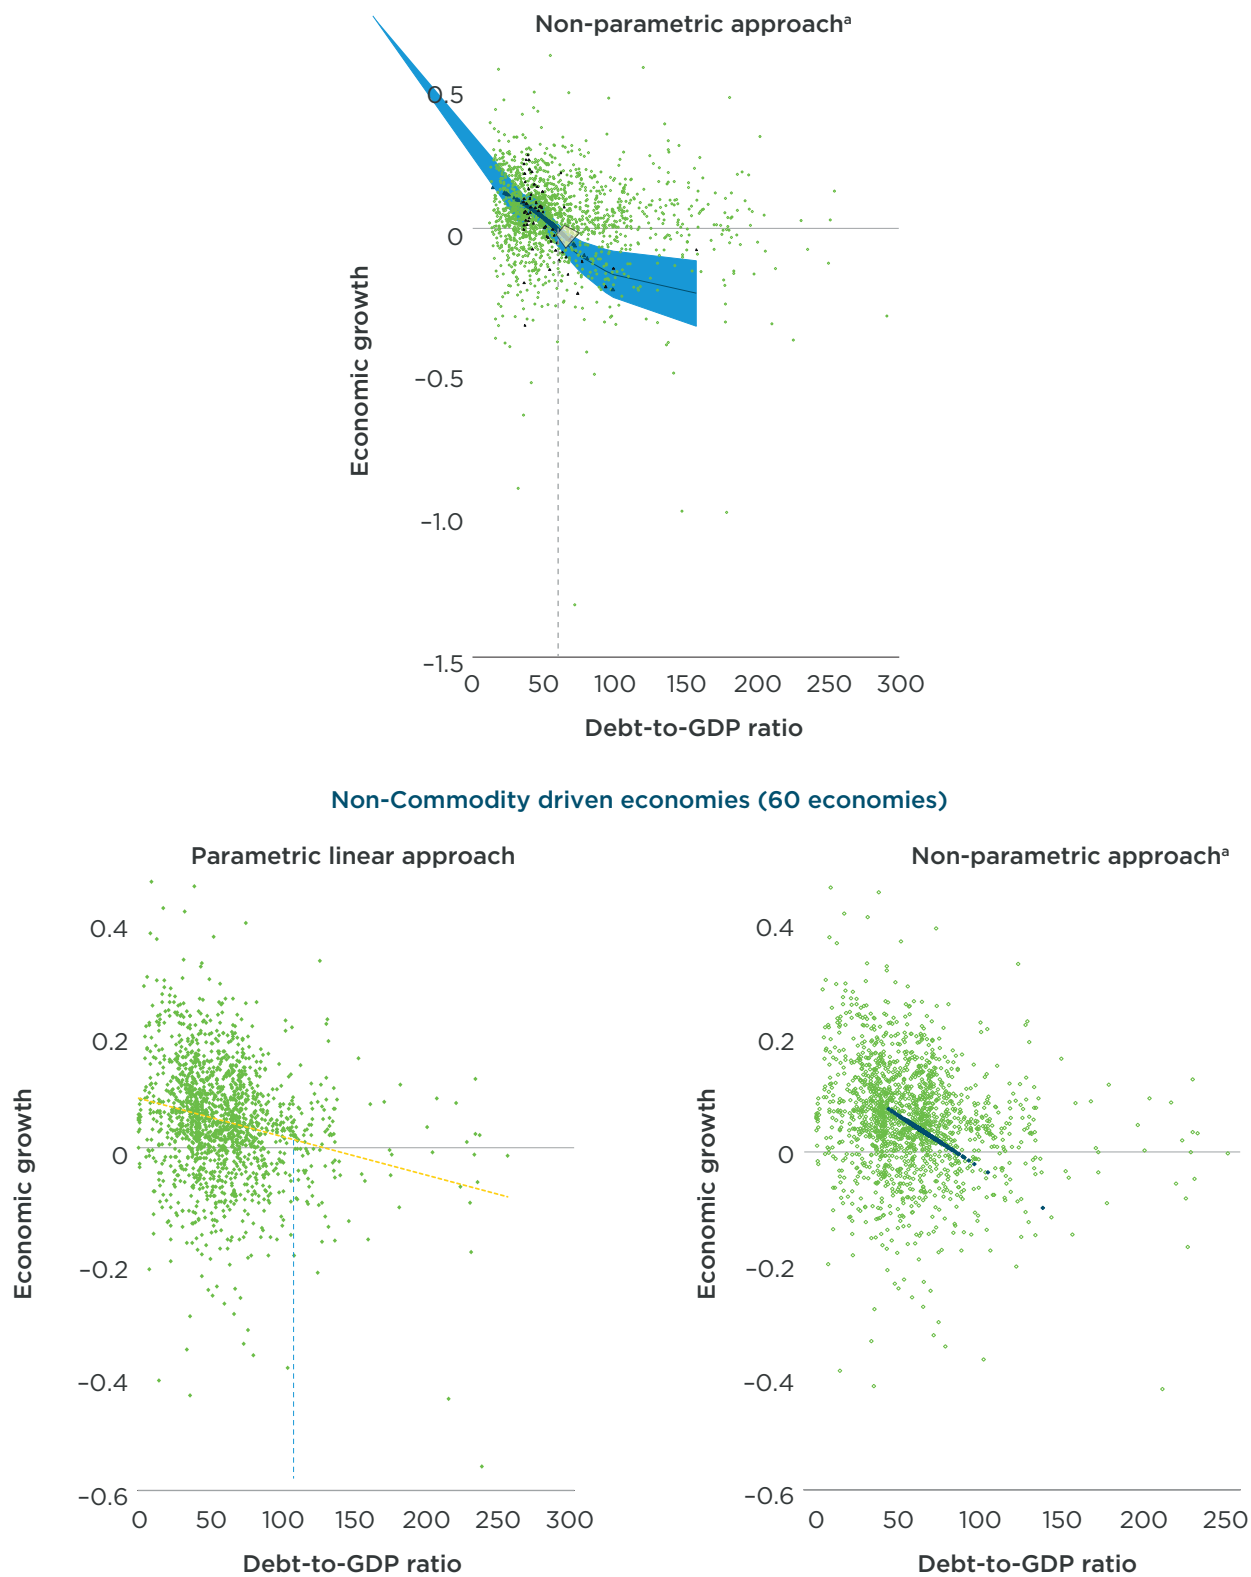 Non-parametric approachᵃ
0.5
0
–0.5
–1.0
–1.5
Economic growth
0 50 100 150 200 250 300
Debt-to-GDP ratio
Non-Commodity driven economies (60 economies)
Parametric linear approach
0.4
0.2
0
–0.2
–0.4
–0.6
Economic growth
0 50 100 150 200 250 300
Debt-to-GDP ratio
Non-parametric approachᵃ
0.4
0.2
0
–0.2
–0.4
–0.6
Economic growth
0 50 100 150 200 250
Debt-to-GDP ratio